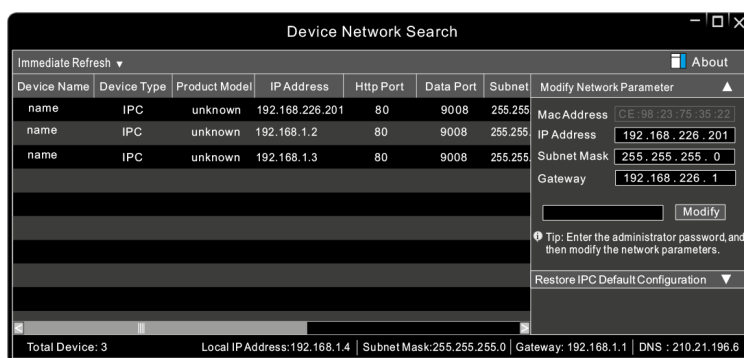 Device Network Search
Immediate Refresh ▼ About
Device Name Device Type Product Model IP Address Http Port Data Port Subnet
name IPC unknown 192.168.226.201 80 9008 255.255
name IPC unknown 192.168.1.2 80 9008 255.255.
name IPC unknown 192.168.1.3 80 9008 255.255.
Modify Network Parameter ▲
Mac Address CE:98:23:75:35:22
IP Address 192.168.226.201
Subnet Mask 255.255.255.0
Gateway 192.168.226.1
Modify
Tip: Enter the administrator password, and
then modify the network parameters.
Restore IPC Default Configuration ▼
Total Device: 3 Local IP Address:192.168.1.4 Subnet Mask:255.255.255.0 Gateway: 192.168.1.1 DNS : 210.21.196.6